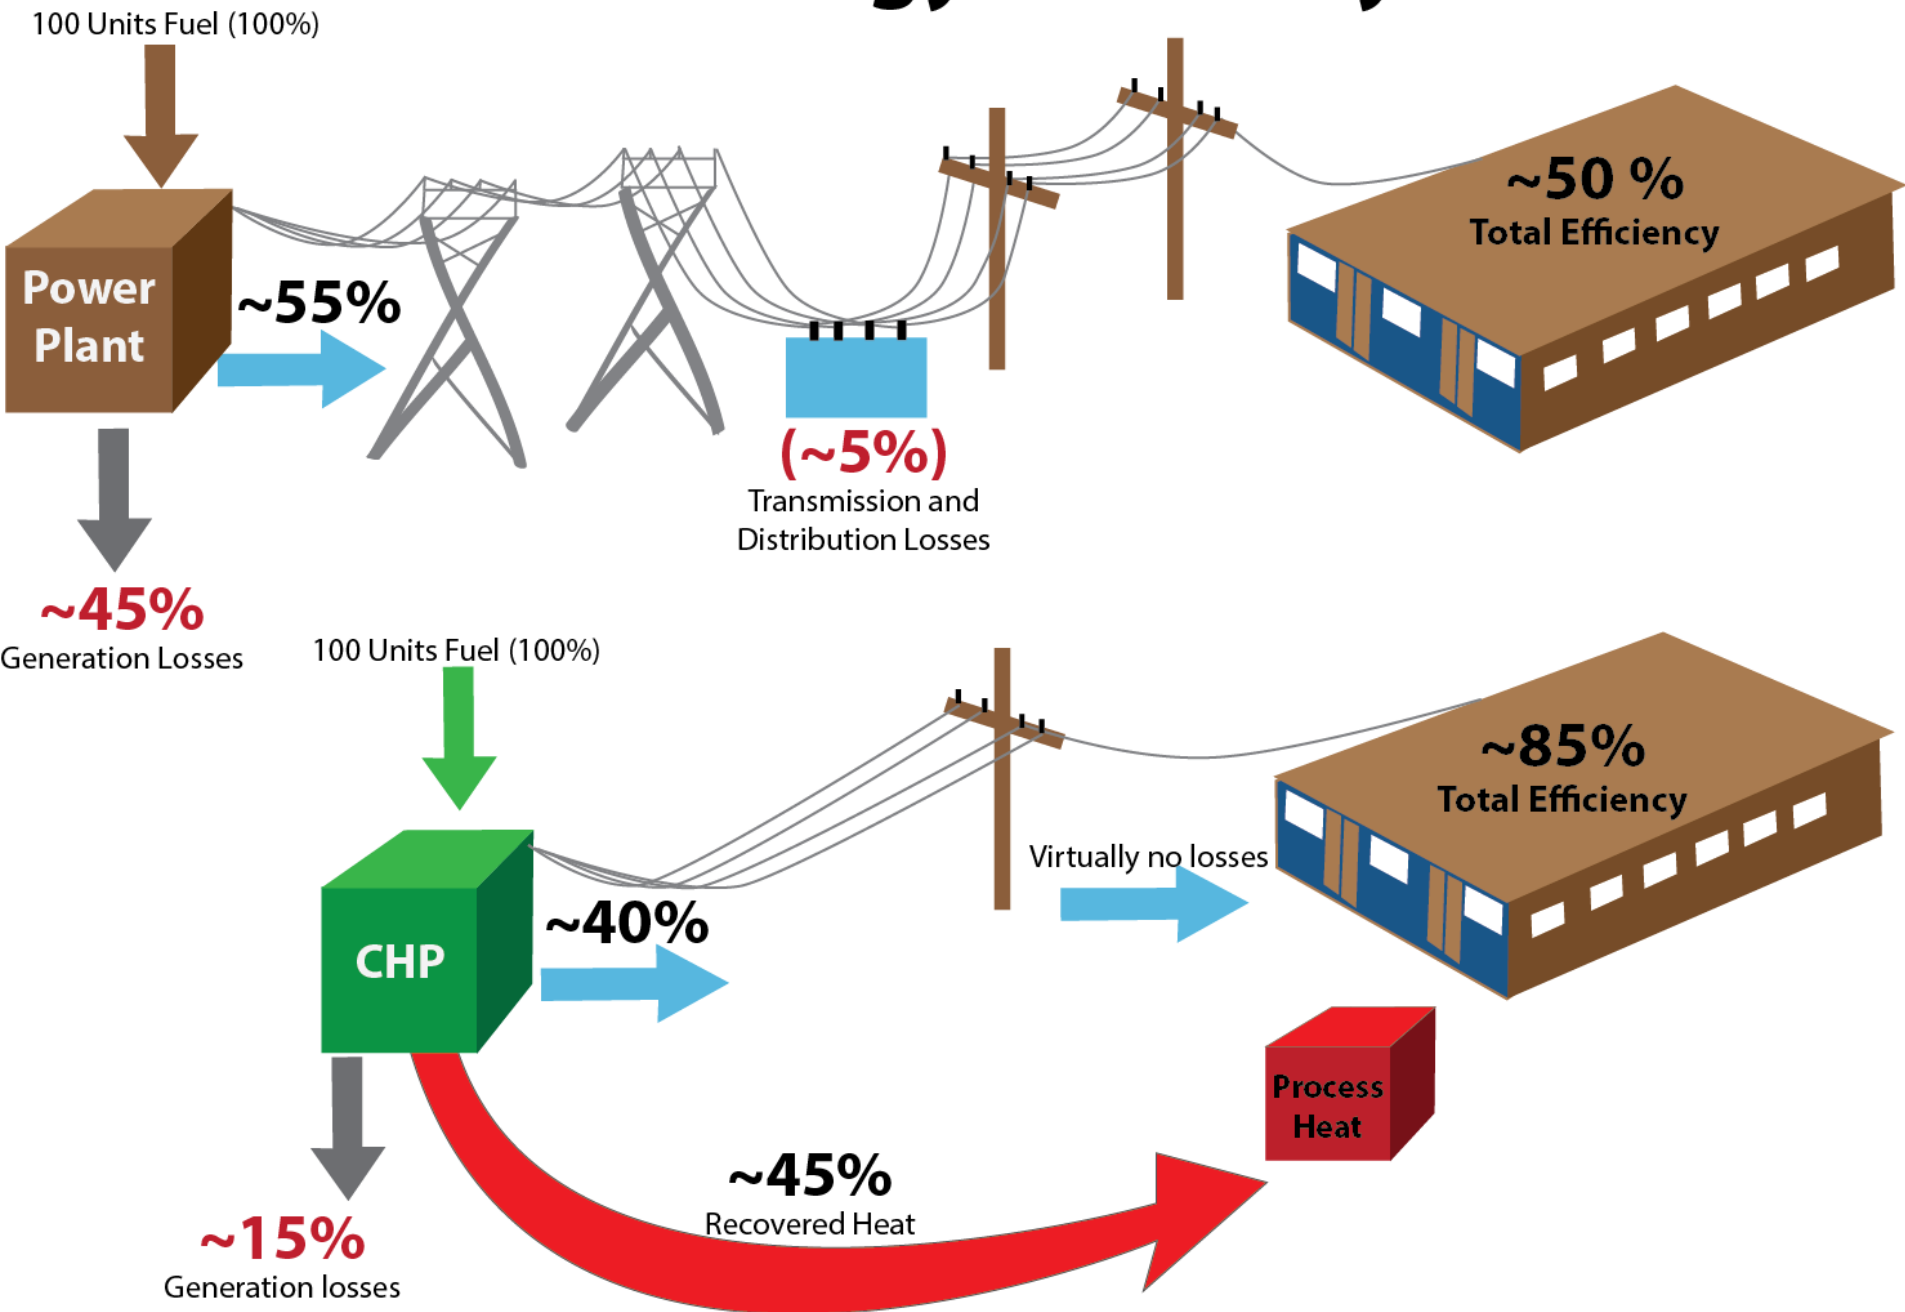 100 Units Fuel (100%)
Power
Plant
~55%
~50 %
Total Efficiency
(~5%)
Transmission and
Distribution Losses
~45%
Generation Losses
100 Units Fuel (100%)
CHP
~40%
Virtually no losses
~85%
Total Efficiency
Process
Heat
~45%
Recovered Heat
~15%
Generation losses